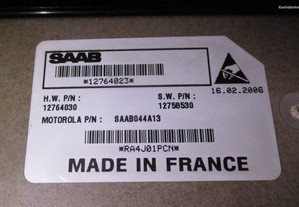 SAAB
*12764023*
16.02.2006
H.W. P/N : S.W. P/N :
12764030 12756530
MOTOROLA P/N : SAAB044A13
*RA4J01PCN*
MADE IN FRANCE